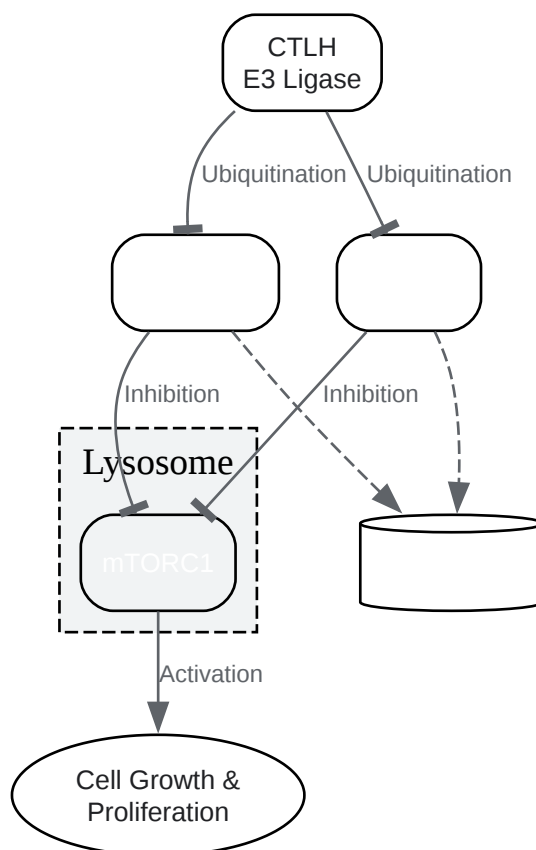 CTLH
E3 Ligase
Ubiquitination
Ubiquitination
Inhibition
Inhibition
Lysosome
mTORC1
Activation
Cell Growth &
Proliferation